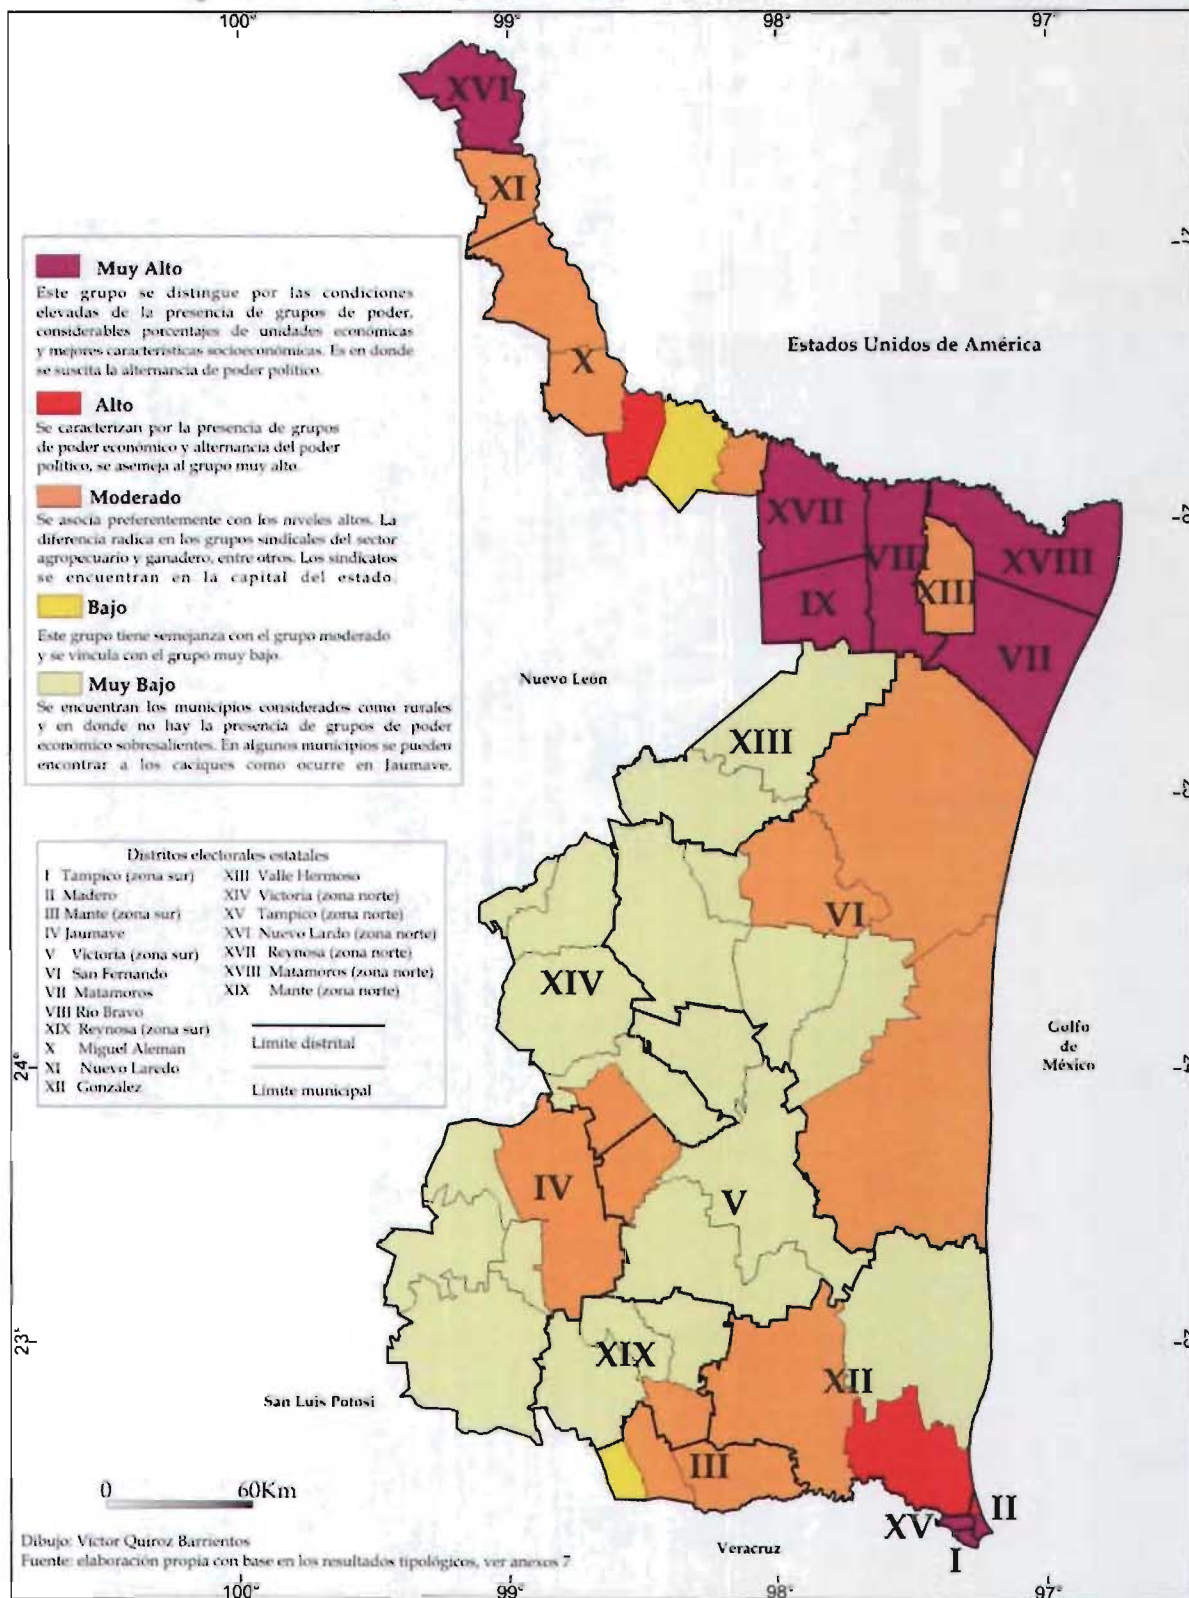 100° 99° 98° 97°
XVI
XI
X
Estados Unidos de América
Muy Alto
Este grupo se distingue por las condiciones
elevadas de la presencia de grupos de poder,
considerables porcentajes de unidades económicas
y mejores características socioeconómicas. Es en donde
se suscita la alternancia de poder político.
Alto
Se caracterizan por la presencia de grupos
de poder económico y alternancia del poder
político, se asemeja al grupo muy alto.
Moderado
Se asocia preferentemente con los niveles altos. La
diferencia radica en los grupos sindicales del sector
agropecuario y ganadero, entre otros. Los sindicatos
se encuentran en la capital del estado.
Bajo
Este grupo tiene semejanza con el grupo moderado
y se vincula con el grupo muy bajo.
Muy Bajo
Se encuentran los municipios considerados como rurales
y en donde no hay la presencia de grupos de poder
económico sobresalientes. En algunos municipios se pueden
encontrar a los caciques como ocurre en Jaumave.
XVII
VIII
XVIII
XIII
IX
VII
Nuevo León
XIII
VI
XIV
Golfo
de
México
Distritos electorales estatales
I Tampico (zona sur)
II Madero
III Mante (zona sur)
IV Jaumave
V Victoria (zona sur)
VI San Fernando
VII Matamoros
VIII Rio Bravo
XIX Reynosa (zona sur)
X Miguel Aleman
XI Nuevo Laredo
XII González
XIII Valle Hermoso
XIV Victoria (zona norte)
XV Tampico (zona norte)
XVI Nuevo Lardo (zona norte)
XVII Reynosa (zona norte)
XVIII Matamoros (zona norte)
XIX Mante (zona norte)
Límite distrital
Límite municipal
24°
IV
V
23°
XIX
XII
San Luis Potosí
III
0 60Km
II
XV
I
Veracruz
Dibujo: Víctor Quiroz Barrientos
Fuente: elaboración propia con base en los resultados tipológicos, ver anexos 7
100° 99° 98° 97°